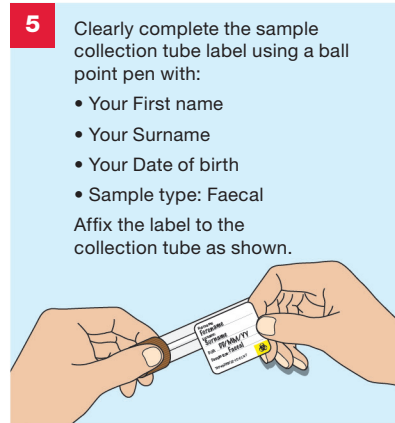 5
Clearly complete the sample
collection tube label using a ball
point pen with:
• Your First name
• Your Surname
• Your Date of birth
• Sample type: Faecal
Affix the label to the
collection tube as shown.
Forename
Surname
DD/MM/YY
Faecal